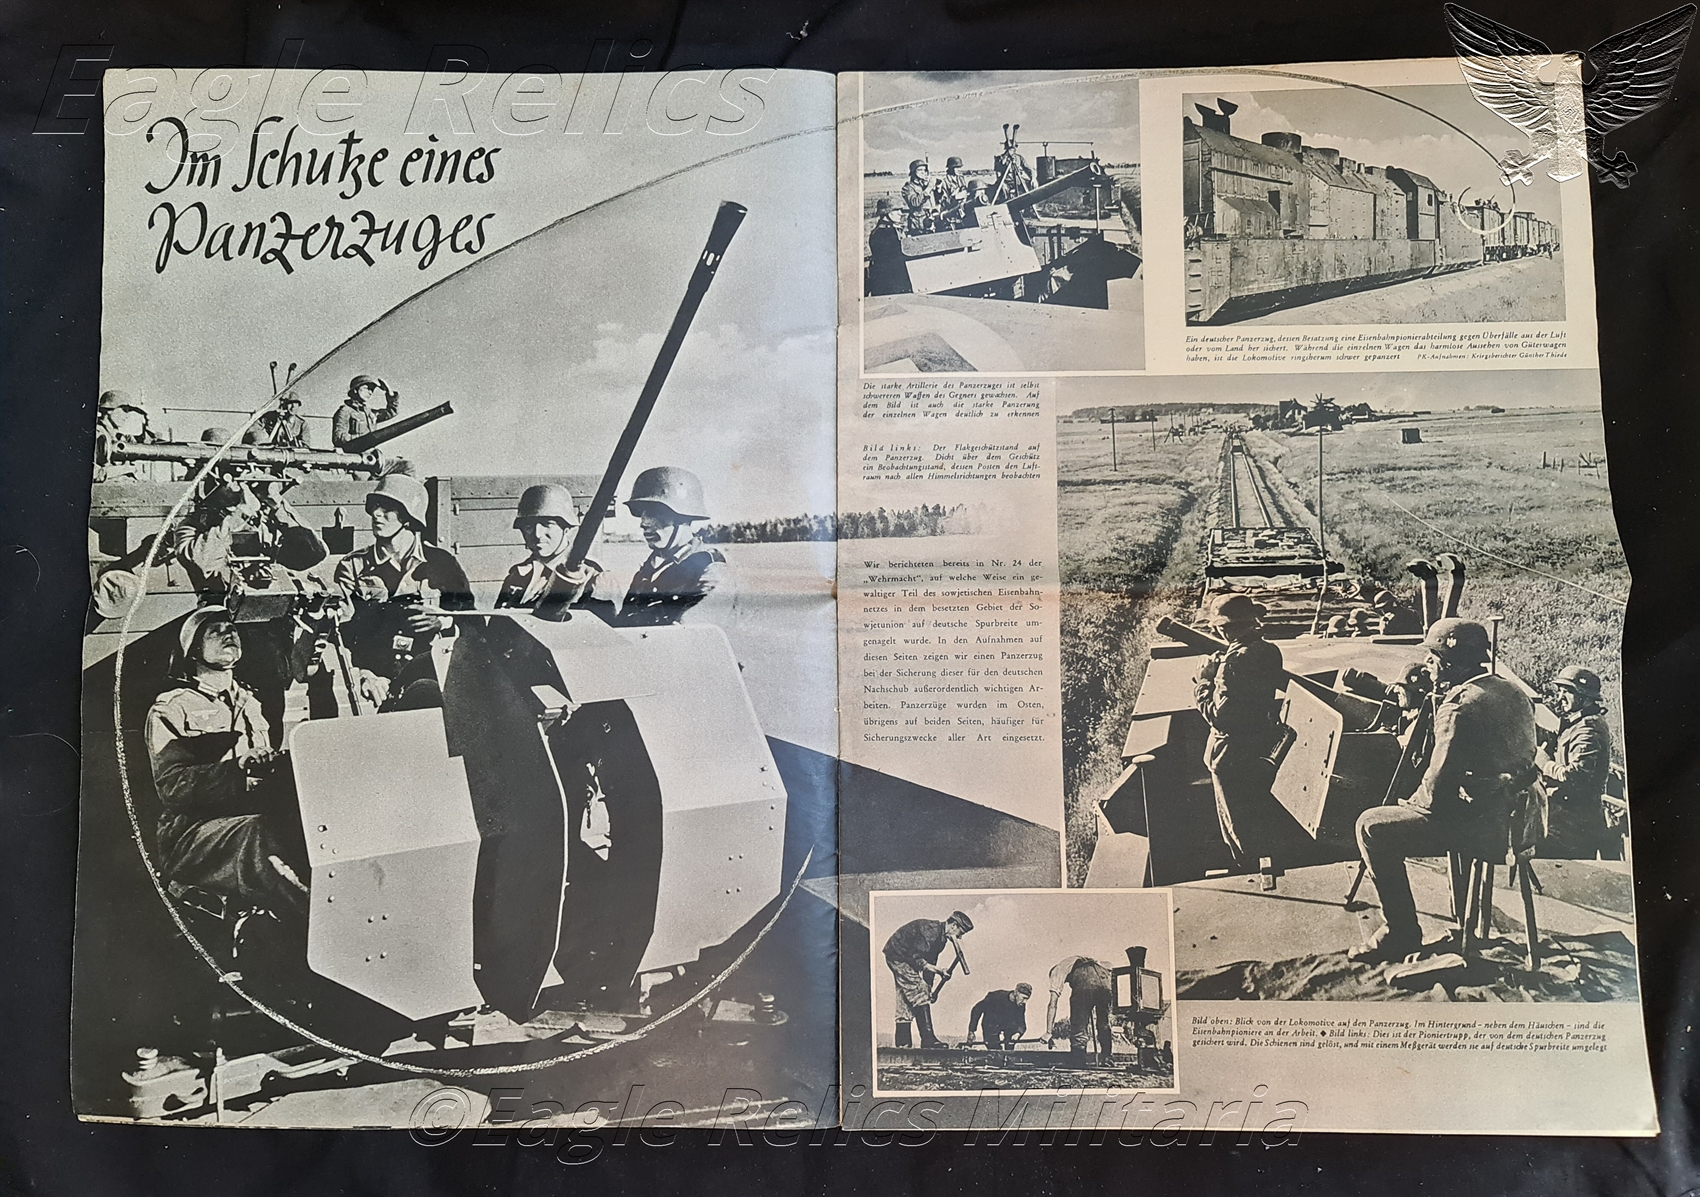 Eagle Relics
Im Schutze eines
Panzerzuges
Ein deutscher Panzerzug, dessen Besatzung eine Eisenbahnpionierabteilung gegen Überfälle aus der Luft
oder vom Land her sichert. Während die einzelnen Wagen das harmlose Aussehen von Güterwagen
haben, ist die Lokomotive ringsherum schwer gepanzert PK-Aufnahmen: Kriegsberichter Günther Thiede
Die starke Artillerie des Panzerzuges ist selbst
schwereren Waffen des Gegners gewachsen. Auf
dem Bild ist auch die starke Panzerung
der einzelnen Wagen deutlich zu erkennen
Bild links: Der Flakgeschützstand auf
dem Panzerzug. Dicht über dem Geschütz
ein Beobachtungsstand, dessen Posten den Luft-
raum nach allen Himmelsrichtungen beobachten
Wir berichteten bereits in Nr. 24 der
„Wehrmacht“, auf welche Weise ein ge-
waltiger Teil des sowjetischen Eisenbahn-
netzes in dem besetzten Gebiet der So-
wjetunion auf deutsche Spurbreite um-
genagelt wurde. In den Aufnahmen auf
diesen Seiten zeigen wir einen Panzerzug
bei der Sicherung dieser für den deutschen
Nachschub außerordentlich wichtigen Ar-
beiten. Panzerzüge wurden im Osten,
übrigens auf beiden Seiten, häufiger für
Sicherungszwecke aller Art eingesetzt.
Bild oben: Blick von der Lokomotive auf den Panzerzug. Im Hintergrund – neben dem Häuschen – sind die
Eisenbahnpioniere an der Arbeit. ◆ Bild links: Dies ist der Pioniertrupp, der von dem deutschen Panzerzug
gesichert wird. Die Schienen sind gelöst, und mit einem Meßgerät werden sie auf deutsche Spurbreite umgelegt
©Eagle Relics Militaria